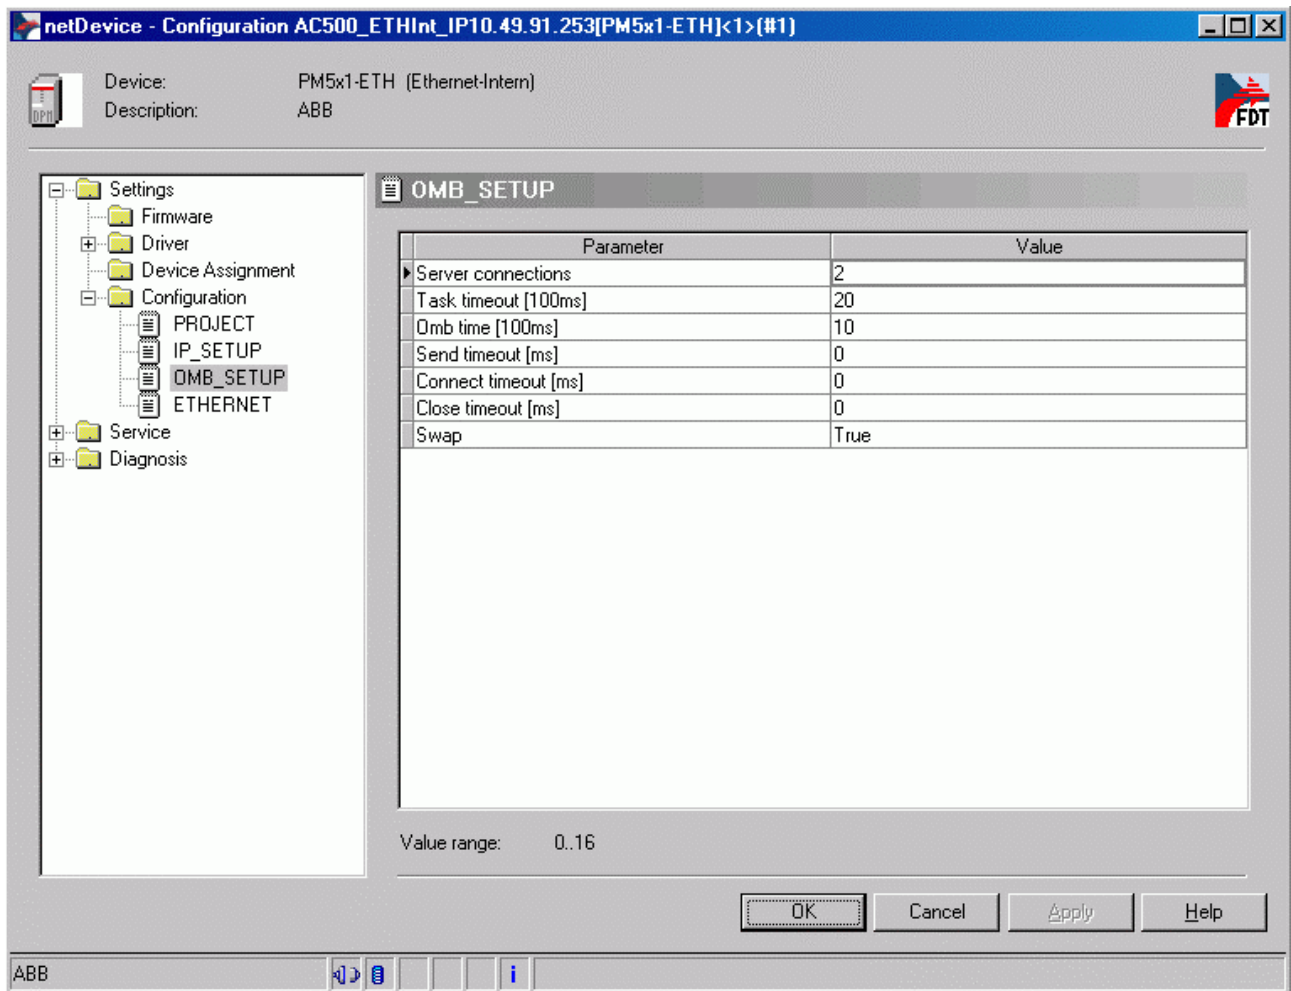 netDevice - Configuration AC500_ETHInt_IP10.49.91.253[PM5x1-ETH]<1>(#1)
Device: PM5x1-ETH (Ethernet-Intern)
Description: ABB
DPM
FDT
Settings
Firmware
Driver
Device Assignment
Configuration
PROJECT
IP_SETUP
OMB_SETUP
ETHERNET
Service
Diagnosis
OMB_SETUP
Parameter Value
Server connections 2
Task timeout [100ms] 20
Omb time [100ms] 10
Send timeout [ms] 0
Connect timeout [ms] 0
Close timeout [ms] 0
Swap True
Value range: 0..16
OK Cancel Apply Help
ABB